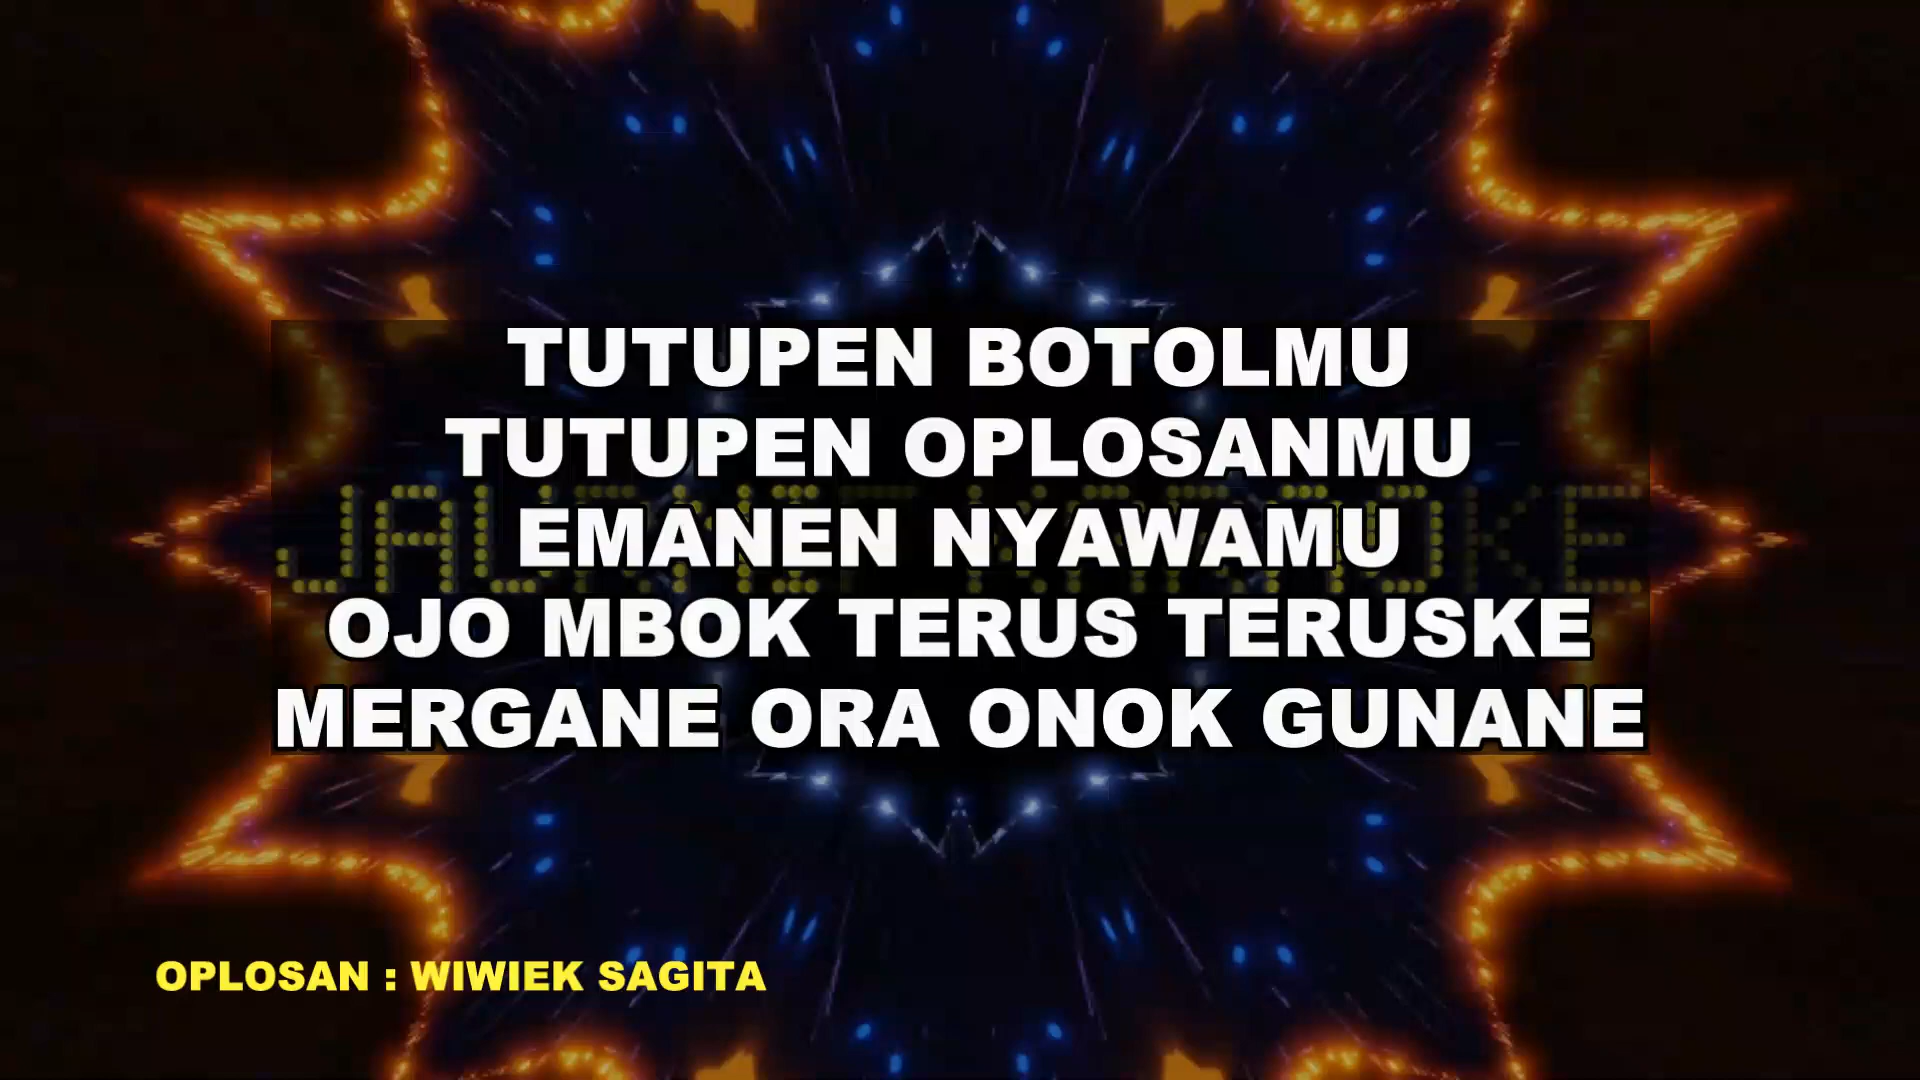 TUTUPEN BOTOLMU
TUTUPEN OPLOSANMU
EMANEN NYAWAMU
OJO MBOK TERUS TERUSKE
MERGANE ORA ONOK GUNANE
OPLOSAN : WIWIEK SAGITA